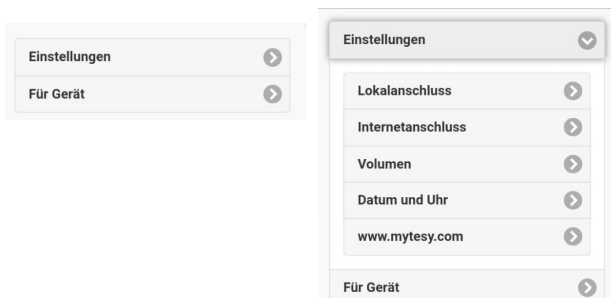 Einstellungen
Für Gerät
Einstellungen
Lokalanschluss
Internetanschluss
Volumen
Datum und Uhr
www.mytesy.com
Für Gerät